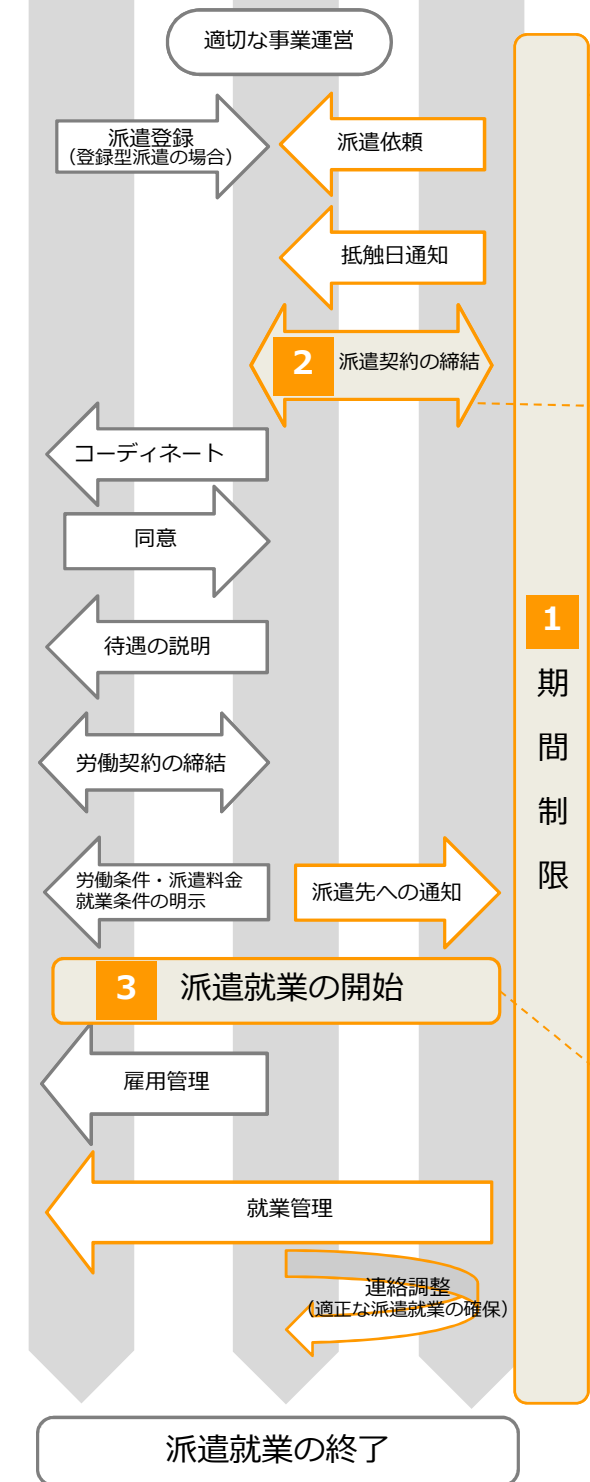 適切な事業運営
派遣登録
(登録型派遣の場合)
派遣依頼
抵触日通知
2 派遣契約の締結
コーディネート
同意
待遇の説明
労働契約の締結
労働条件・派遣料金
就業条件の明示
派遣先への通知
3 派遣就業の開始
雇用管理
就業管理
連絡調整
(適正な派遣就業の確保)
派遣就業の終了
1
期
間
制
限